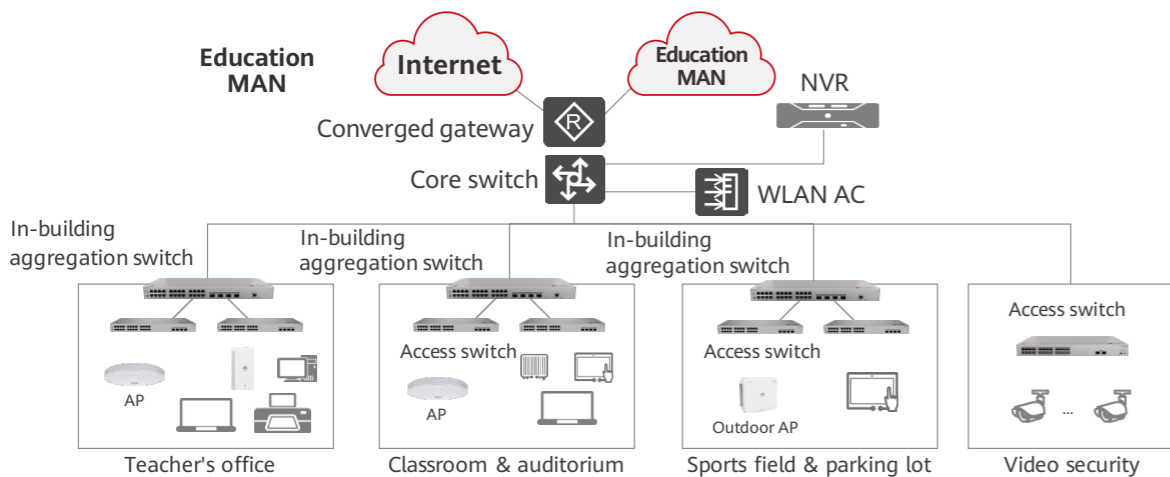 Education
MAN
Internet
Education
MAN
NVR
Converged gateway
R
Core switch
WLAN AC
In-building
aggregation switch
In-building
aggregation switch
In-building
aggregation switch
Access switch
Access switch
Access switch
AP
AP
Outdoor AP
...
Teacher's office
Classroom & auditorium
Sports field & parking lot
Video security